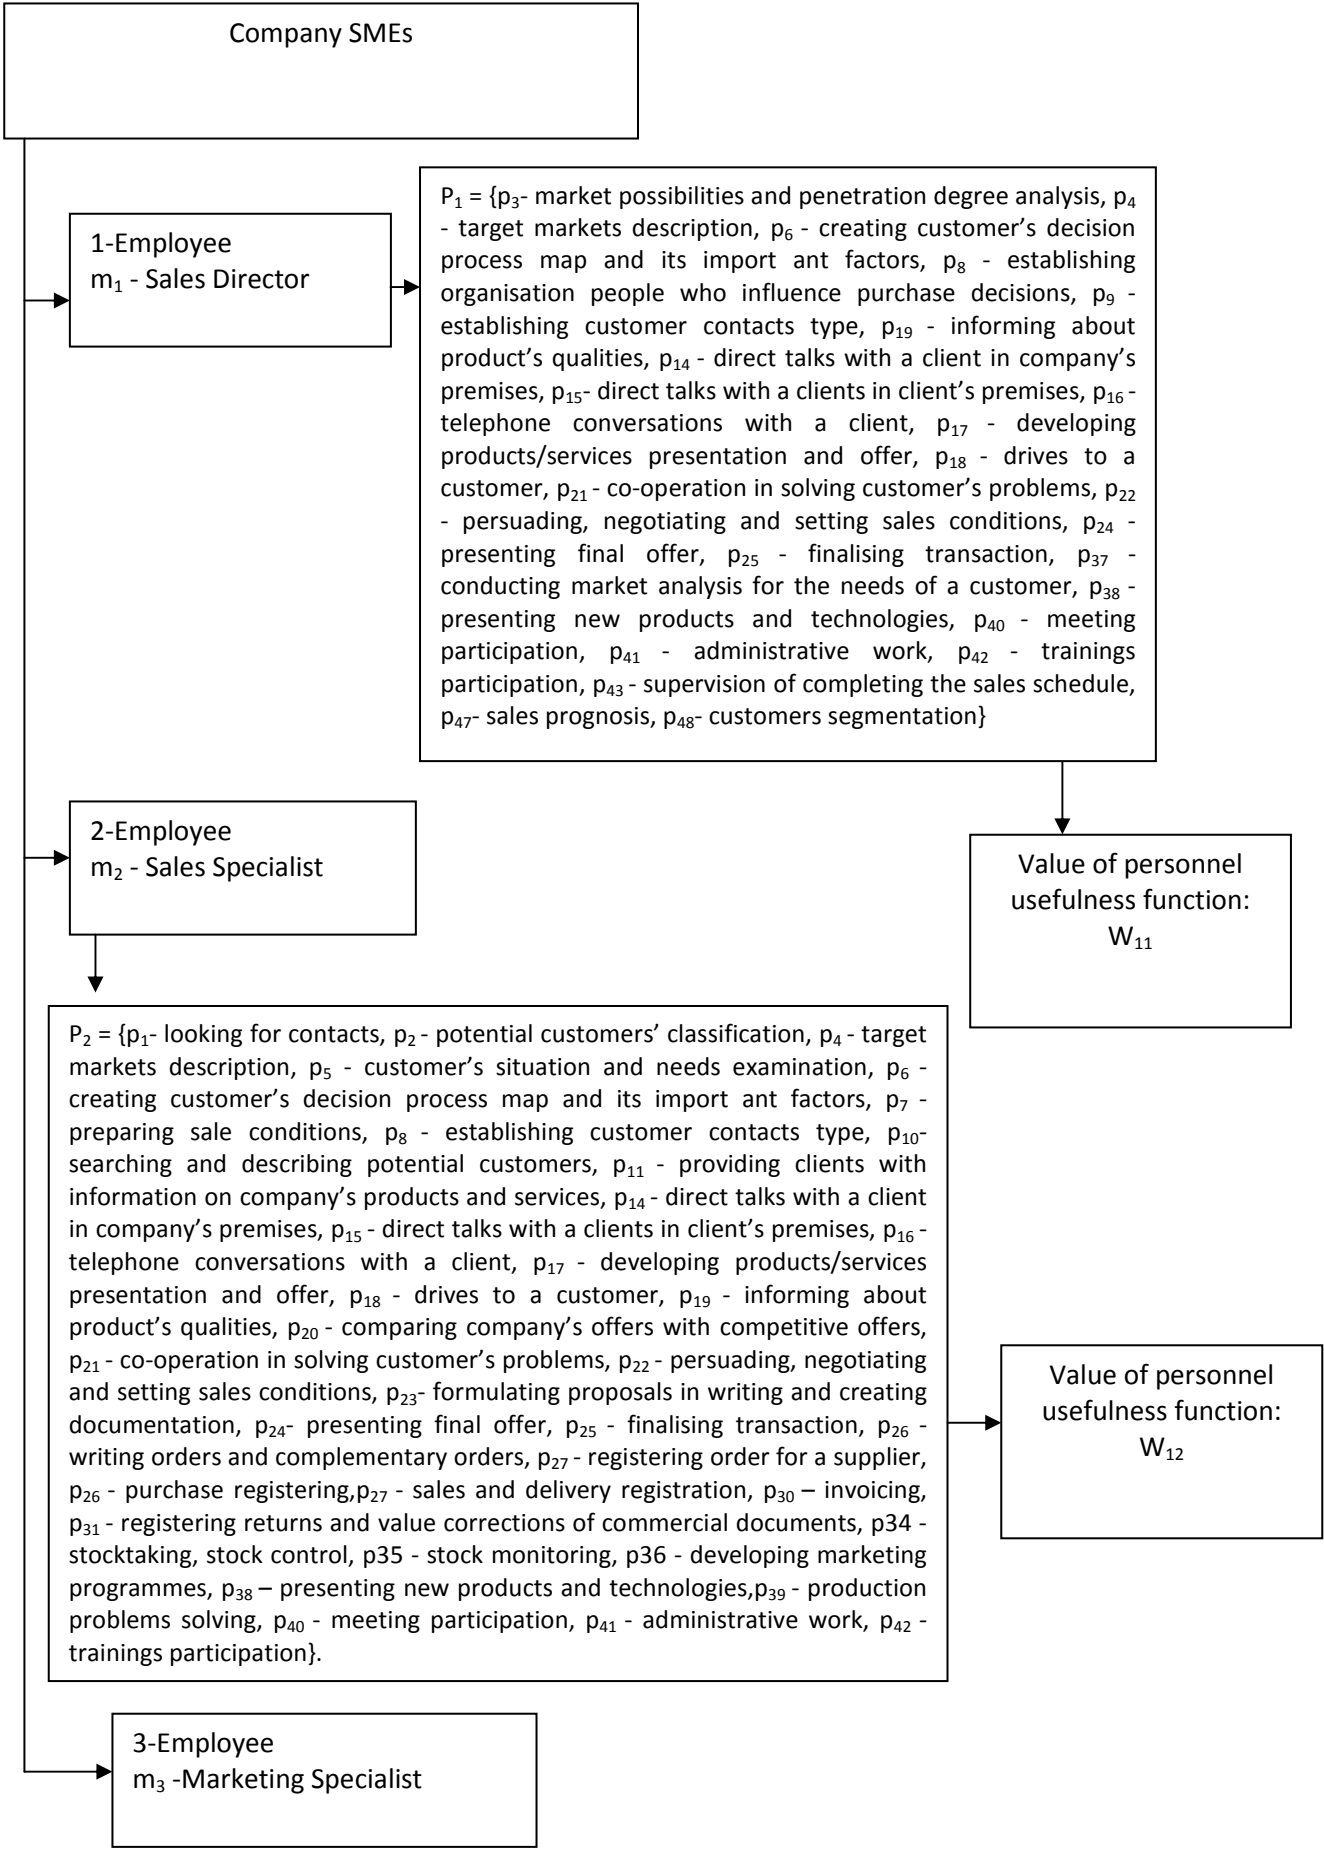 Company SMEs
1-Employee
m₁ - Sales Director
P₁ = {p₃- market possibilities and penetration degree analysis, p₄
- target markets description, p₆ - creating customer’s decision
process map and its import ant factors, p₈ - establishing
organisation people who influence purchase decisions, p₉ -
establishing customer contacts type, p₁₉ - informing about
product’s qualities, p₁₄ - direct talks with a client in company’s
premises, p₁₅- direct talks with a clients in client’s premises, p₁₆ -
telephone conversations with a client, p₁₇ - developing
products/services presentation and offer, p₁₈ - drives to a
customer, p₂₁ - co-operation in solving customer’s problems, p₂₂
- persuading, negotiating and setting sales conditions, p₂₄ -
presenting final offer, p₂₅ - finalising transaction, p₃₇ -
conducting market analysis for the needs of a customer, p₃₈ -
presenting new products and technologies, p₄₀ - meeting
participation, p₄₁ - administrative work, p₄₂ - trainings
participation, p₄₃ - supervision of completing the sales schedule,
p₄₇- sales prognosis, p₄₈- customers segmentation}
2-Employee
m₂ - Sales Specialist
Value of personnel
usefulness function:
W₁₁
P₂ = {p₁- looking for contacts, p₂ - potential customers’ classification, p₄ - target
markets description, p₅ - customer’s situation and needs examination, p₆ -
creating customer’s decision process map and its import ant factors, p₇ -
preparing sale conditions, p₈ - establishing customer contacts type, p₁₀-
searching and describing potential customers, p₁₁ - providing clients with
information on company’s products and services, p₁₄ - direct talks with a client
in company’s premises, p₁₅ - direct talks with a clients in client’s premises, p₁₆ -
telephone conversations with a client, p₁₇ - developing products/services
presentation and offer, p₁₈ - drives to a customer, p₁₉ - informing about
product’s qualities, p₂₀ - comparing company’s offers with competitive offers,
p₂₁ - co-operation in solving customer’s problems, p₂₂ - persuading, negotiating
and setting sales conditions, p₂₃- formulating proposals in writing and creating
documentation, p₂₄- presenting final offer, p₂₅ - finalising transaction, p₂₆ -
writing orders and complementary orders, p₂₇ - registering order for a supplier,
p₂₆ - purchase registering,p₂₇ - sales and delivery registration, p₃₀ – invoicing,
p₃₁ - registering returns and value corrections of commercial documents, p34 -
stocktaking, stock control, p35 - stock monitoring, p36 - developing marketing
programmes, p₃₈ – presenting new products and technologies,p₃₉ - production
problems solving, p₄₀ - meeting participation, p₄₁ - administrative work, p₄₂ -
trainings participation}.
Value of personnel
usefulness function:
W₁₂
3-Employee
m₃ -Marketing Specialist